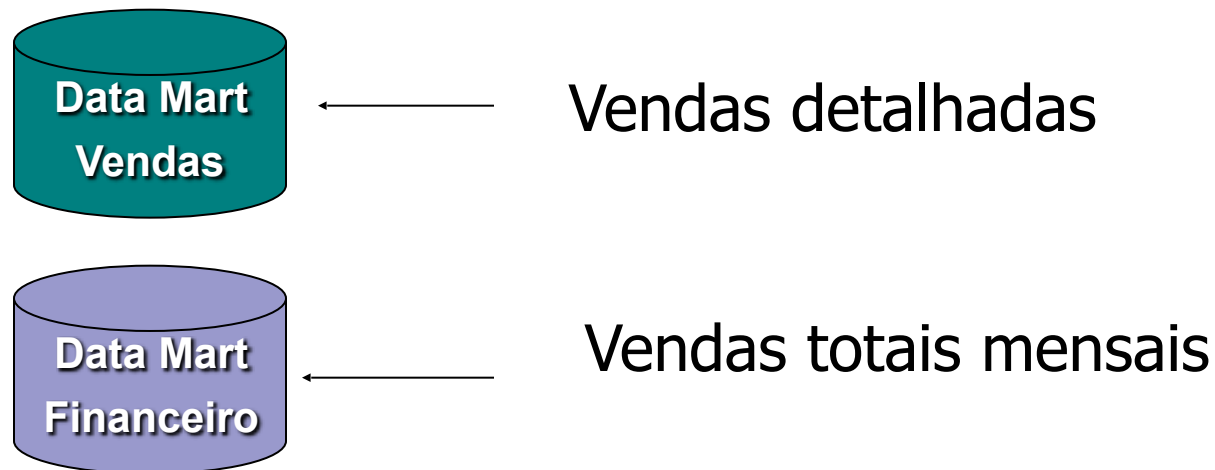 Data Mart
Vendas
Vendas detalhadas
Data Mart
Financeiro
Vendas totais mensais